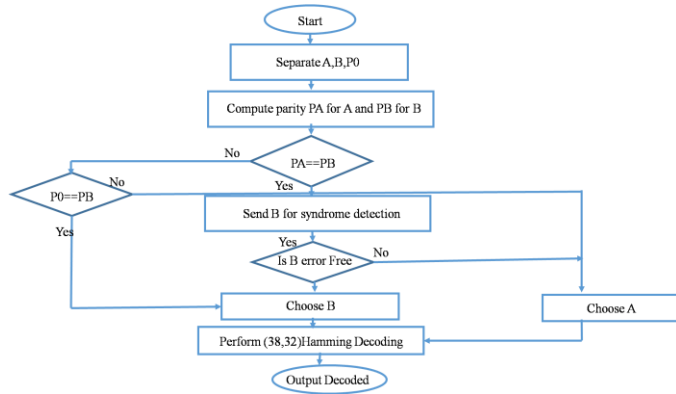 Start
Separate A,B,P0
Compute parity PA for A and PB for B
No
PA==PB
Yes
P0==PB
No
Yes
Send B for syndrome detection
Yes
Is B error Free
No
Choose B
Choose A
Perform (38,32)Hamming Decoding
Output Decoded